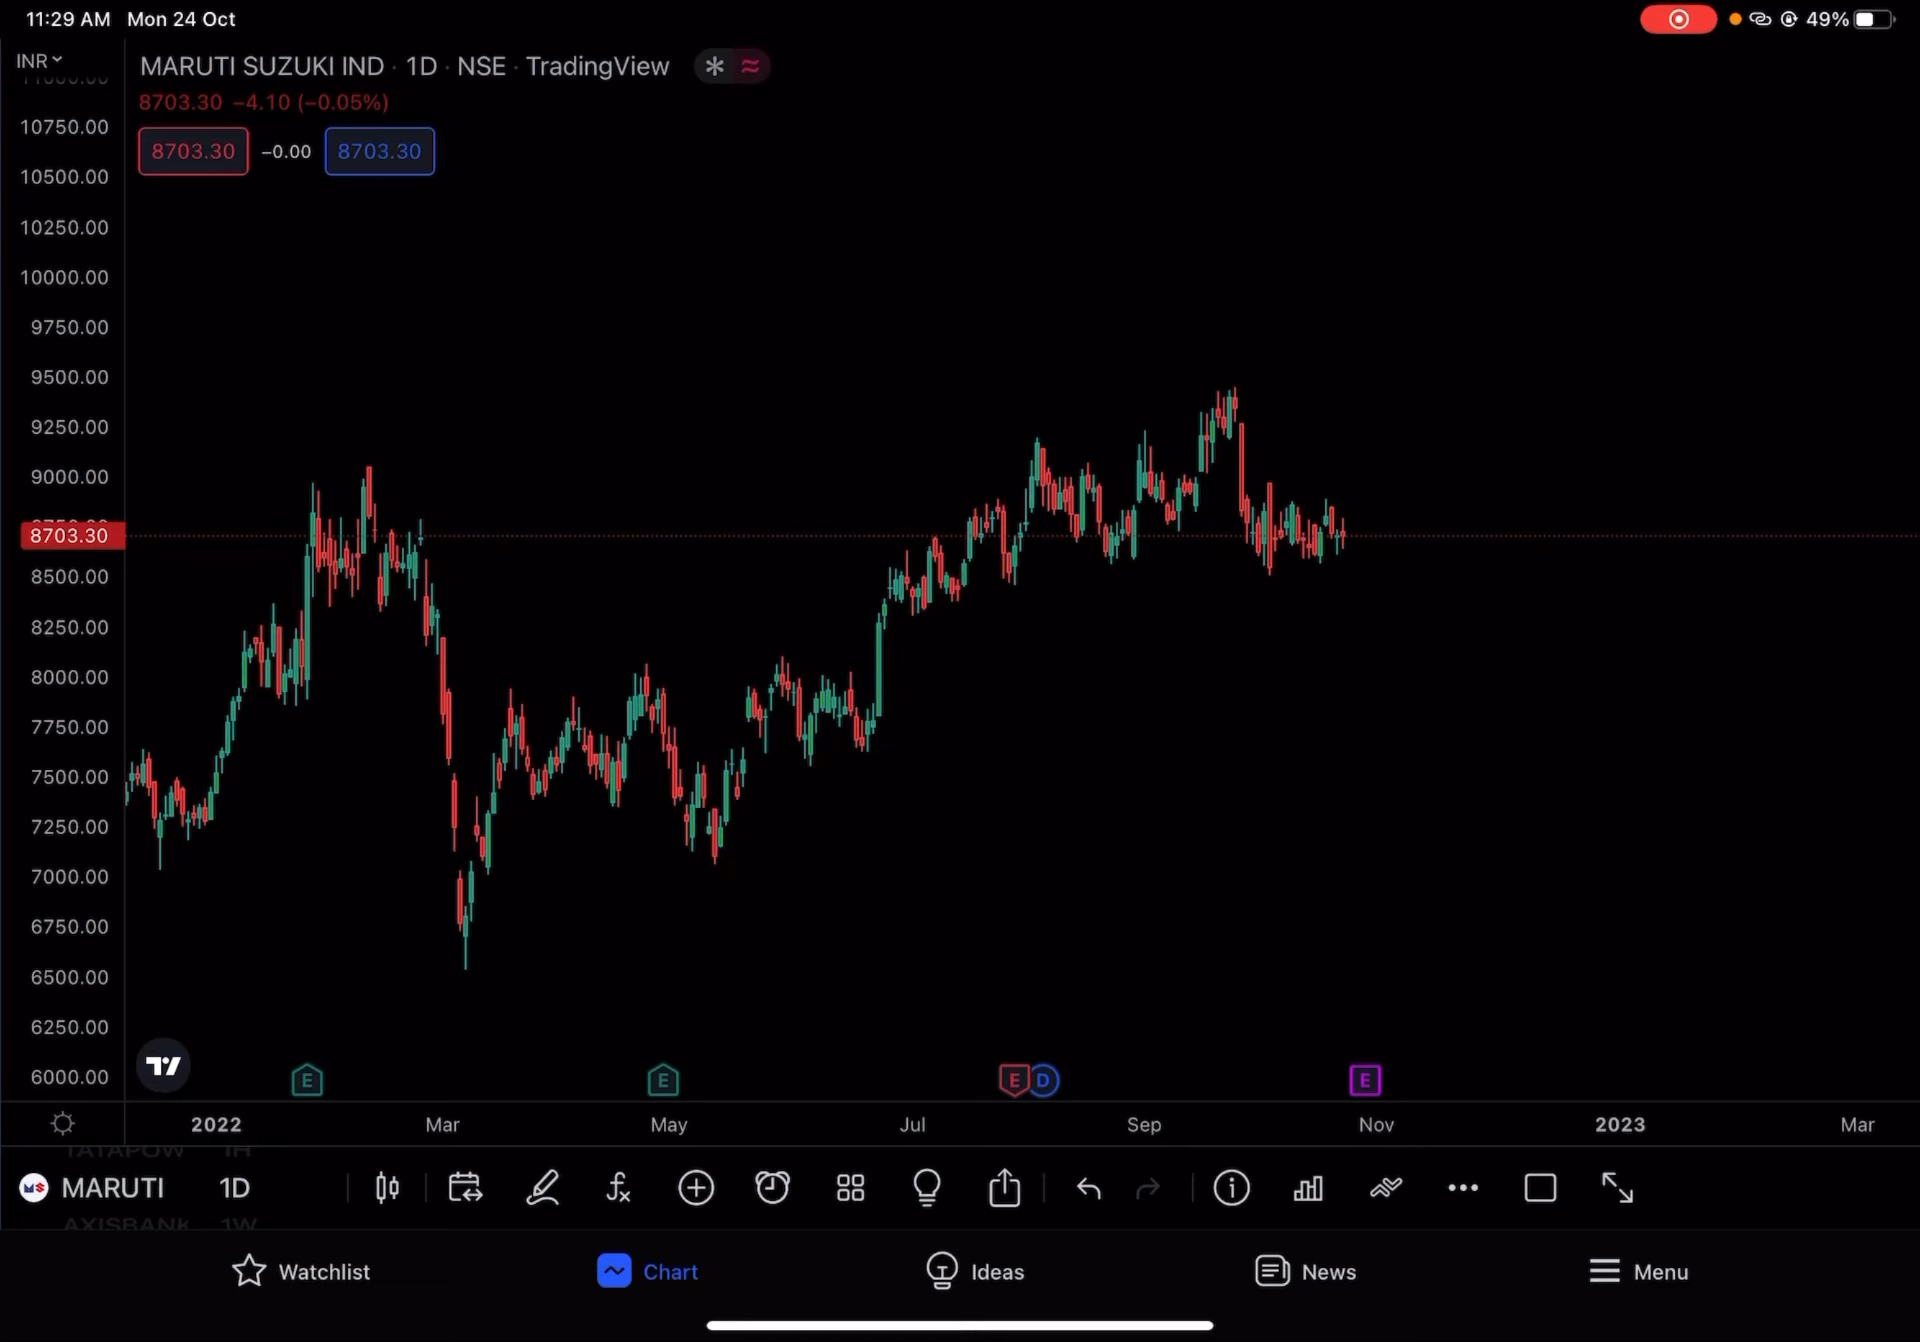 11:29 AM Mon 24 Oct
49%
INR
MARUTI SUZUKI IND · 1D · NSE · TradingView
11000.00
8703.30 −4.10 (−0.05%)
10750.00
8703.30 −0.00 8703.30
10500.00
10250.00
10000.00
9750.00
9500.00
9250.00
9000.00
8750.00
8703.30
8500.00
8250.00
8000.00
7750.00
7500.00
7250.00
7000.00
6750.00
6500.00
6250.00
6000.00
E E E D E
2022 Mar May Jul Sep Nov 2023 Mar
TATAPOW 1H
MARUTI 1D
AXISBANK 1W
Watchlist Chart Ideas News Menu